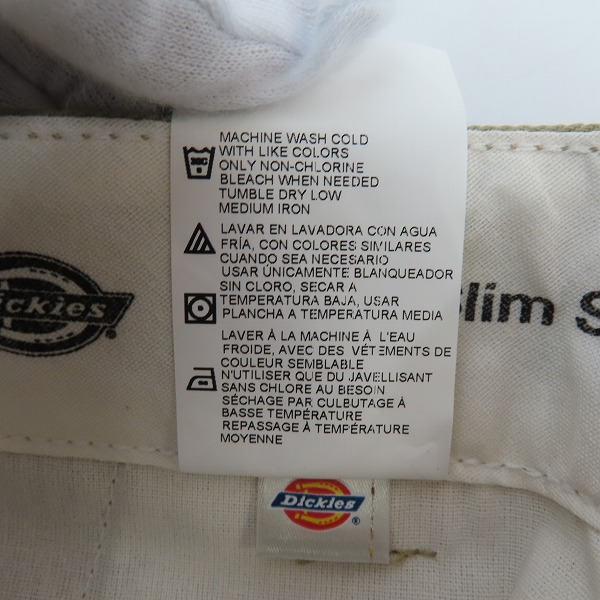 MACHINE WASH COLD
WITH LIKE COLORS
ONLY NON-CHLORINE
BLEACH WHEN NEEDED
TUMBLE DRY LOW
MEDIUM IRON
LAVAR EN LAVADORA CON AGUA
FRÍA, CON COLORES SIMILARES
CUANDO SEA NECESARIO
USAR ÚNICAMENTE BLANQUEADOR
SIN CLORO, SECAR A
TEMPERATURA BAJA, USAR
PLANCHA A TEMPERATURA MEDIA
LAVER À LA MACHINE À L'EAU
FROIDE, AVEC DES VÉTEMENTS DE
COULEUR SEMBLABLE
N'UTILISER QUE DU JAVELLISANT
SANS CHLORE AU BESOIN
SÉCHAGE PAR CULBUTAGE À
BASSE TEMPÉRATURE
REPASSAGE À TEMPÉRATURE
MOYENNE
Dickies
Slim S
Dickies®